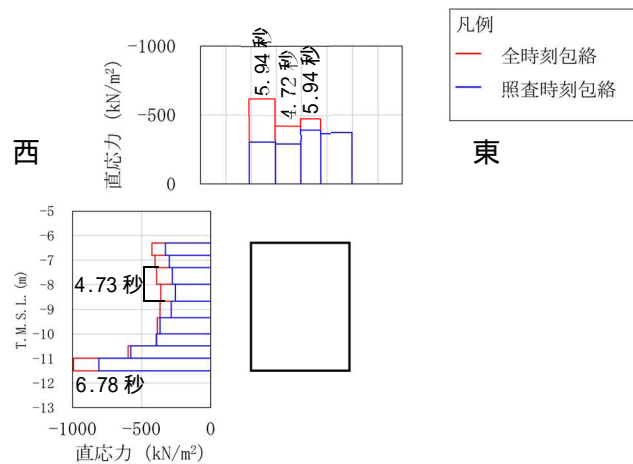 凡例
全時刻包絡
照査時刻包絡
-1000
-500
0
直応力 (kN/m²)
5.94 秒
4.72 秒
5.94 秒
西
東
-5
-6
-7
-8
-9
-10
-11
-12
-13
T.M.S.L.(m)
4.73 秒
6.78 秒
-1000 -500 0
直応力 (kN/m²)